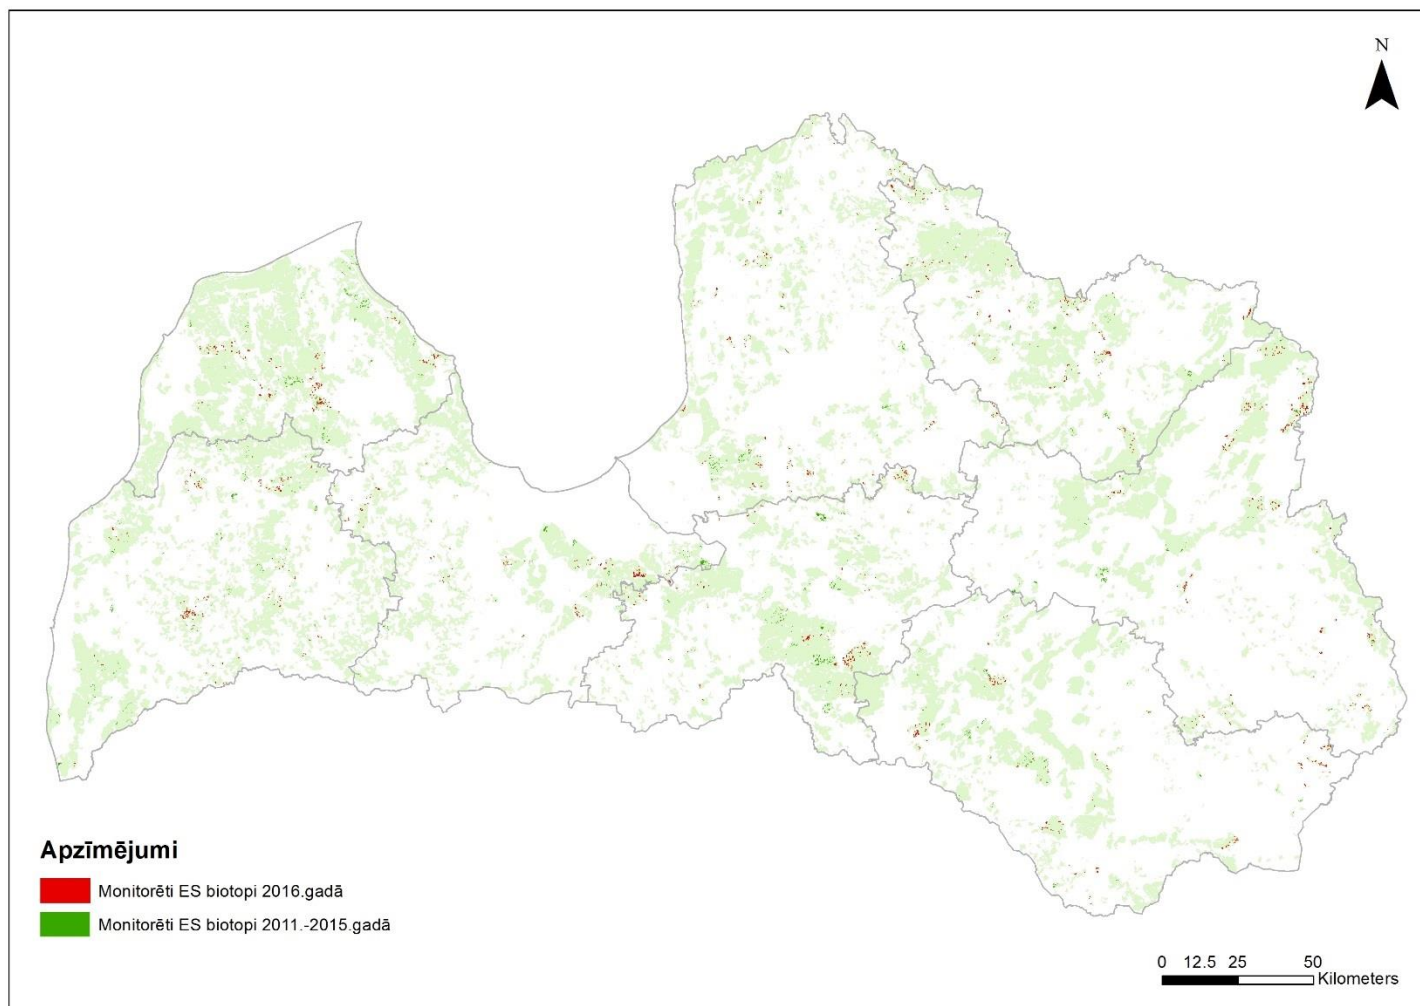 N
Apzīmējumi
Monitorēti ES biotopi 2016.gadā
Monitorēti ES biotopi 2011.-2015.gadā
0 12.5 25 50
Kilometers